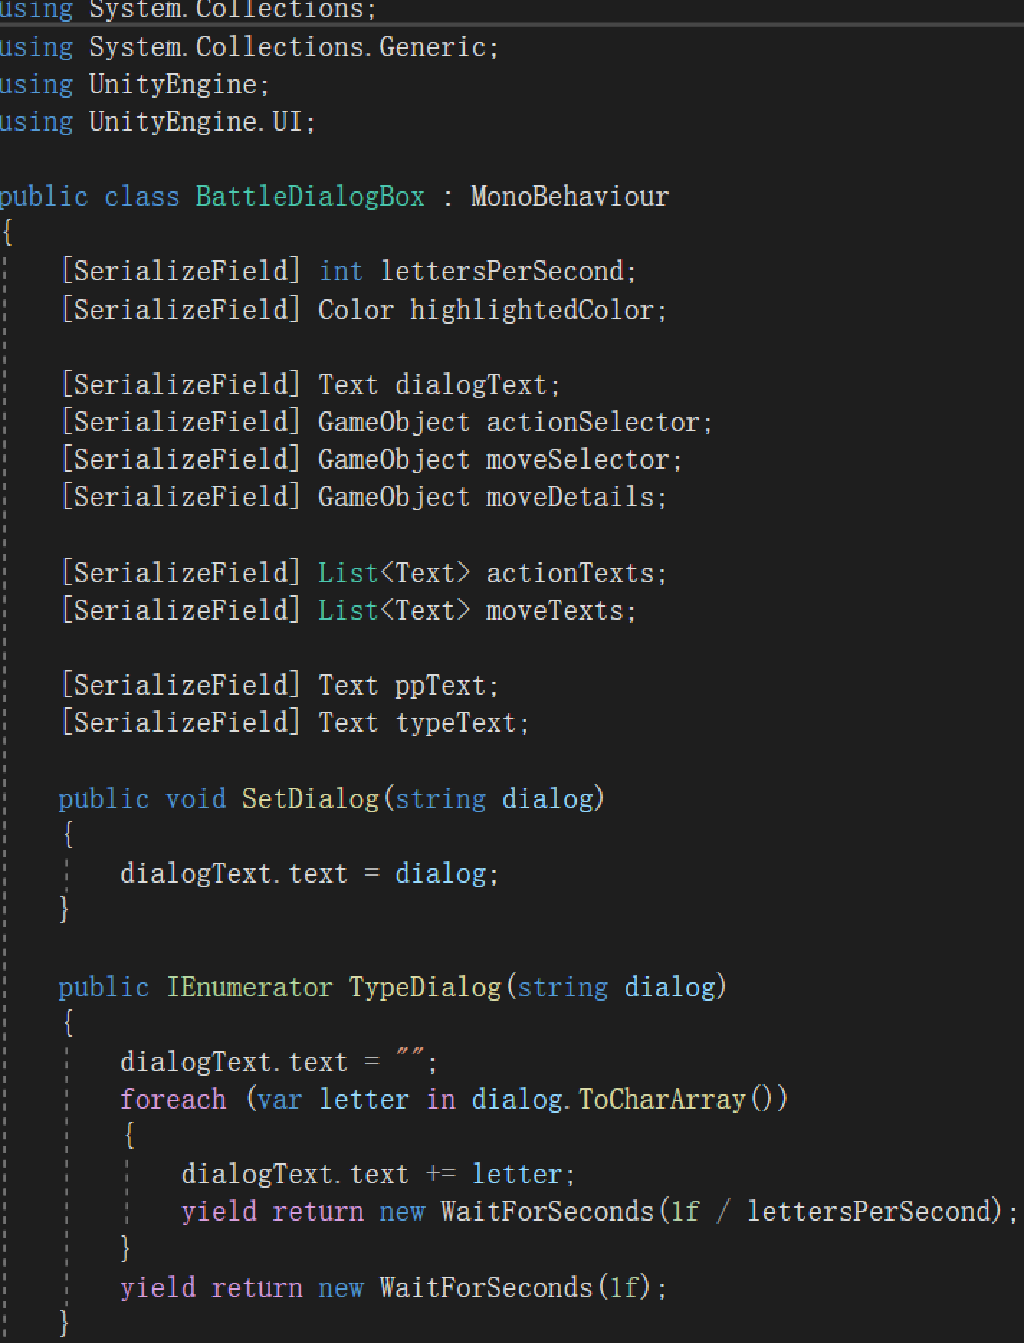 using System.Collections;
using System.Collections.Generic;
using UnityEngine;
using UnityEngine.UI;
public class BattleDialogBox : MonoBehaviour
{
[SerializeField] int lettersPerSecond;
[SerializeField] Color highlightedColor;
[SerializeField] Text dialogText;
[SerializeField] GameObject actionSelector;
[SerializeField] GameObject moveSelector;
[SerializeField] GameObject moveDetails;
[SerializeField] List<Text> actionTexts;
[SerializeField] List<Text> moveTexts;
[SerializeField] Text ppText;
[SerializeField] Text typeText;
public void SetDialog(string dialog)
{
dialogText.text = dialog;
}
public IEnumerator TypeDialog(string dialog)
{
dialogText.text = "";
foreach (var letter in dialog.ToCharArray())
{
dialogText.text += letter;
yield return new WaitForSeconds(1f / lettersPerSecond);
}
yield return new WaitForSeconds(1f);
}